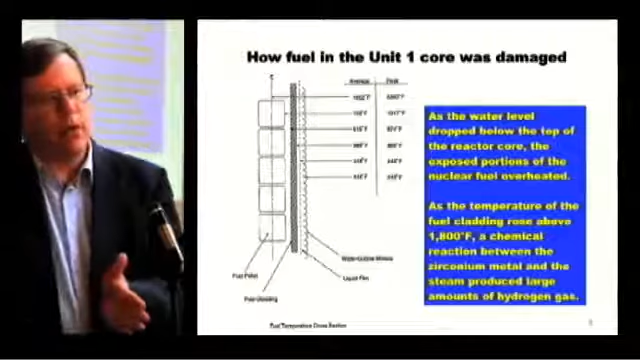 How fuel in the Unit 1 core was damaged
Average Peak
As the water level
dropped below the top of
the reactor core, the
exposed portions of the
nuclear fuel overheated.
As the temperature of the
fuel cladding rose above
1,800°F, a chemical
reaction between the
zirconium metal and the
steam produced large
amounts of hydrogen gas.
Water-Bubble Mixture
Liquid Film
Fuel Pellet
Fuel Cladding
Fuel Temperature Cross Section